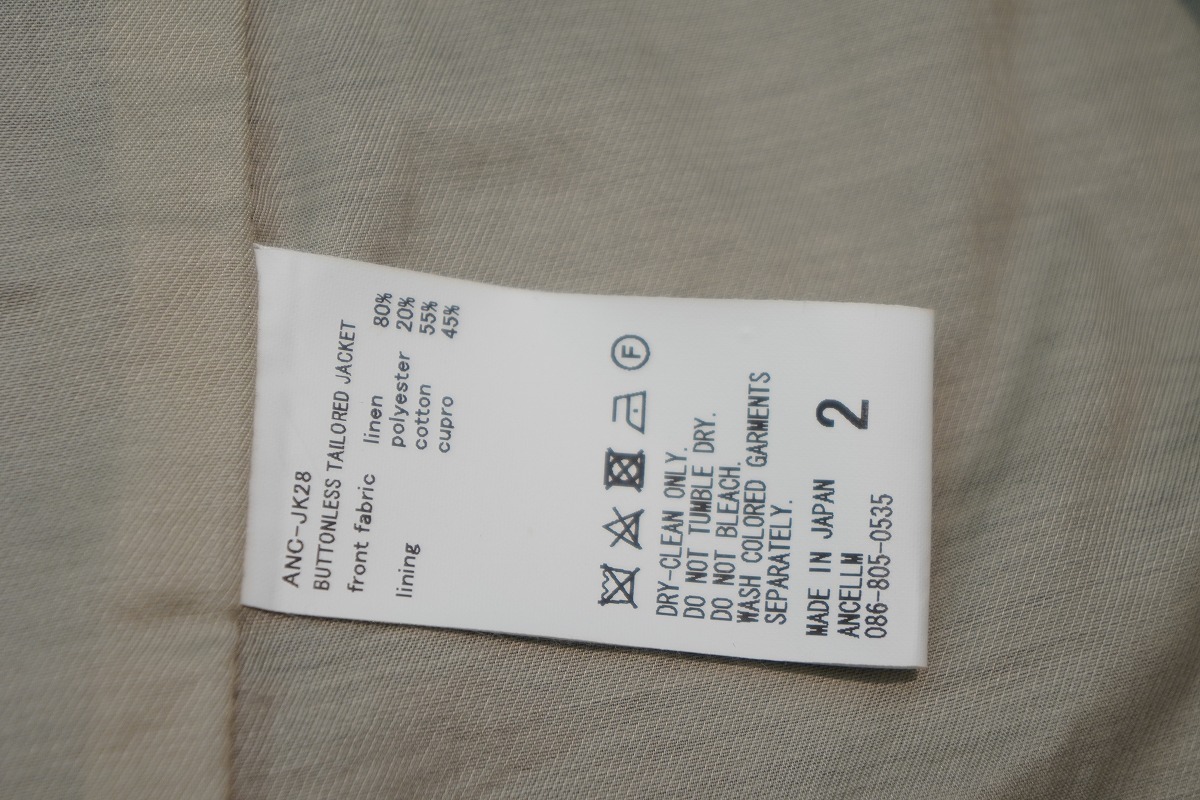 ANC-JK28
BUTTONLESS TAILORED JACKET
front fabric linen 80%
polyester 20%
lining cotton 55%
cupro 45%
F
DRY-CLEAN ONLY.
DO NOT TUMBLE DRY.
DO NOT BLEACH.
WASH COLORED GARMENTS
SEPARATELY.
MADE IN JAPAN 2
ANCELLM
086-805-0535